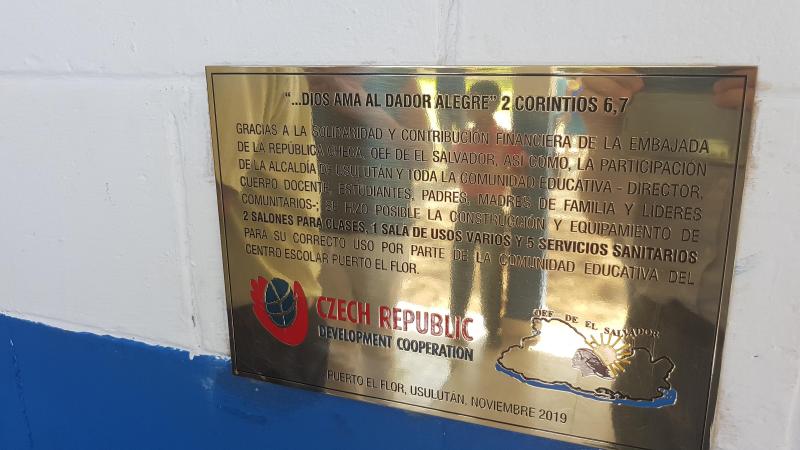 "...DIOS AMA AL DADOR ALEGRE" 2 CORINTIOS 6,7
GRACIAS A LA SOLIDARIDAD Y CONTRIBUCIÓN FINANCIERA DE LA EMBAJADA
DE LA REPÚBLICA CHECA, OEF DE EL SALVADOR, ASÍ COMO, LA PARTICIPACIÓN
DE LA ALCALDÍA DE USULUTÁN Y TODA LA COMUNIDAD EDUCATIVA - DIRECTOR,
CUERPO DOCENTE, ESTUDIANTES, PADRES, MADRES DE FAMILIA Y LIDERES
COMUNITARIOS-; SE HIZO POSIBLE LA CONSTRUCCIÓN Y EQUIPAMIENTO DE
2 SALONES PARA CLASES, 1 SALA DE USOS VARIOS Y 5 SERVICIOS SANITARIOS
PARA SU CORRECTO USO POR PARTE DE LA COMUNIDAD EDUCATIVA DEL
CENTRO ESCOLAR PUERTO EL FLOR.
CZECH REPUBLIC
DEVELOPMENT COOPERATION
OEF DE EL SALVADOR
PUERTO EL FLOR, USULUTÁN, NOVIEMBRE 2019